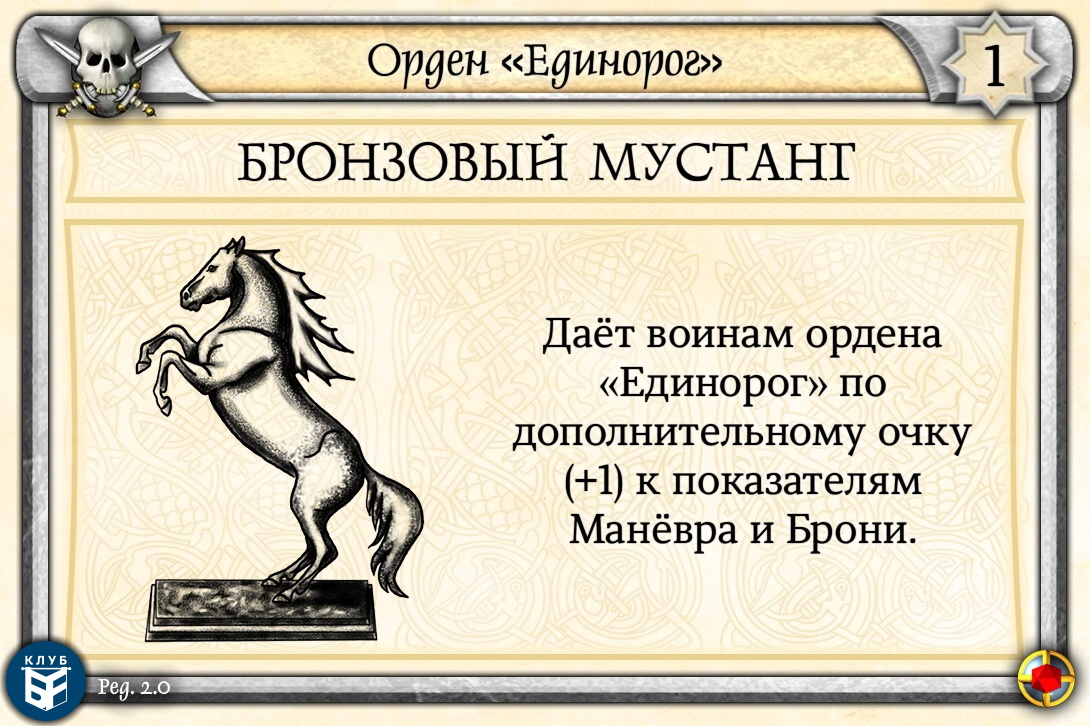 Орден «Единорог»
1
БРОНЗОВЫЙ МУСТАНГ
Даёт воинам ордена
«Единорог» по
дополнительному очку
(+1) к показателям
Манёвра и Брони.
КЛУБ
Ред. 2.0